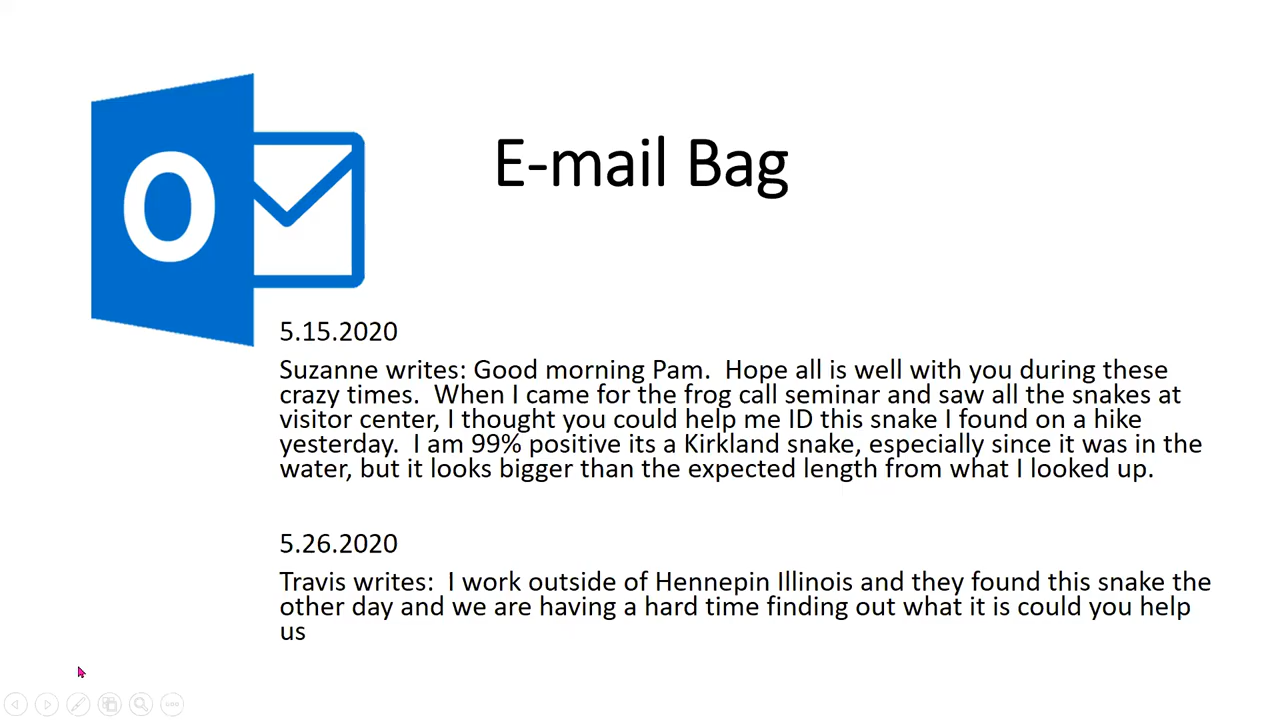 O
E-mail Bag
5.15.2020
Suzanne writes: Good morning Pam.  Hope all is well with you during these
crazy times.  When I came for the frog call seminar and saw all the snakes at
visitor center, I thought you could help me ID this snake I found on a hike
yesterday.  I am 99% positive its a Kirkland snake, especially since it was in the
water, but it looks bigger than the expected length from what I looked up.
5.26.2020
Travis writes:  I work outside of Hennepin Illinois and they found this snake the
other day and we are having a hard time finding out what it is could you help
us